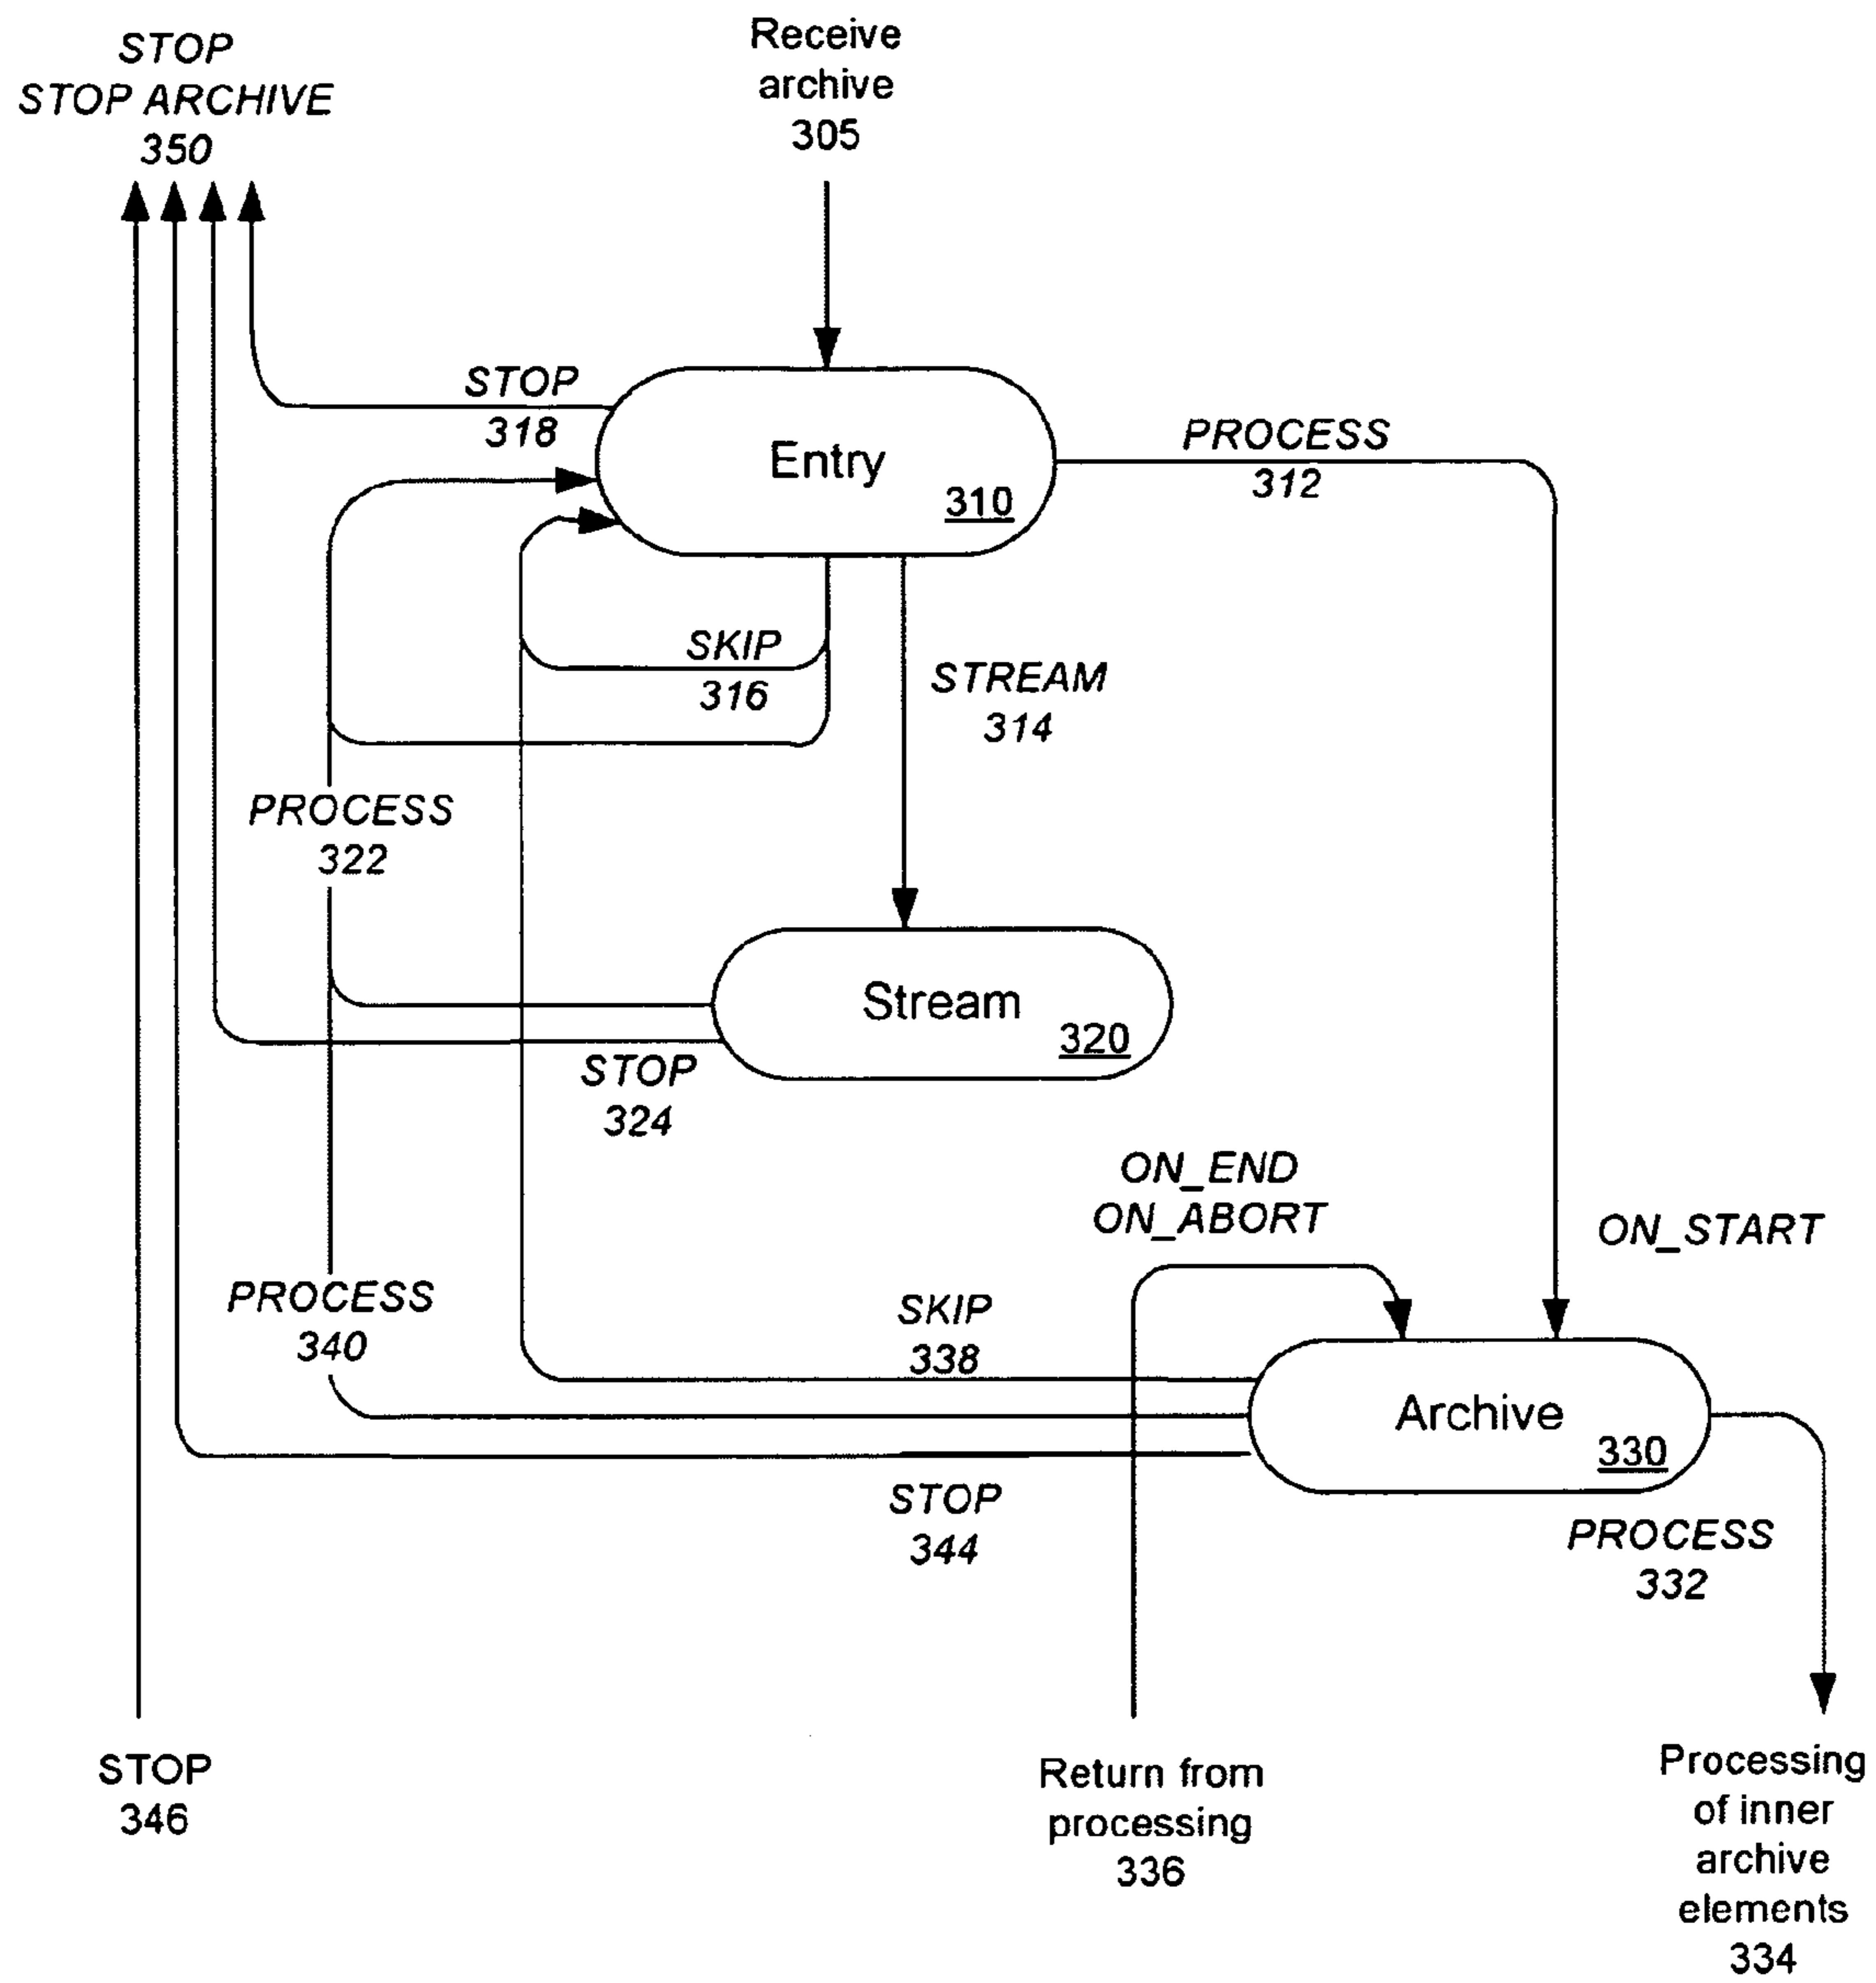 STOP
STOP ARCHIVE
350
Receive
archive
305
STOP
318
Entry
310
PROCESS
312
SKIP
316
STREAM
314
PROCESS
322
Stream
320
STOP
324
ON_END
ON_ABORT
ON_START
PROCESS
340
SKIP
338
Archive
330
STOP
344
PROCESS
332
STOP
346
Return from
processing
336
Processing
of inner
archive
elements
334